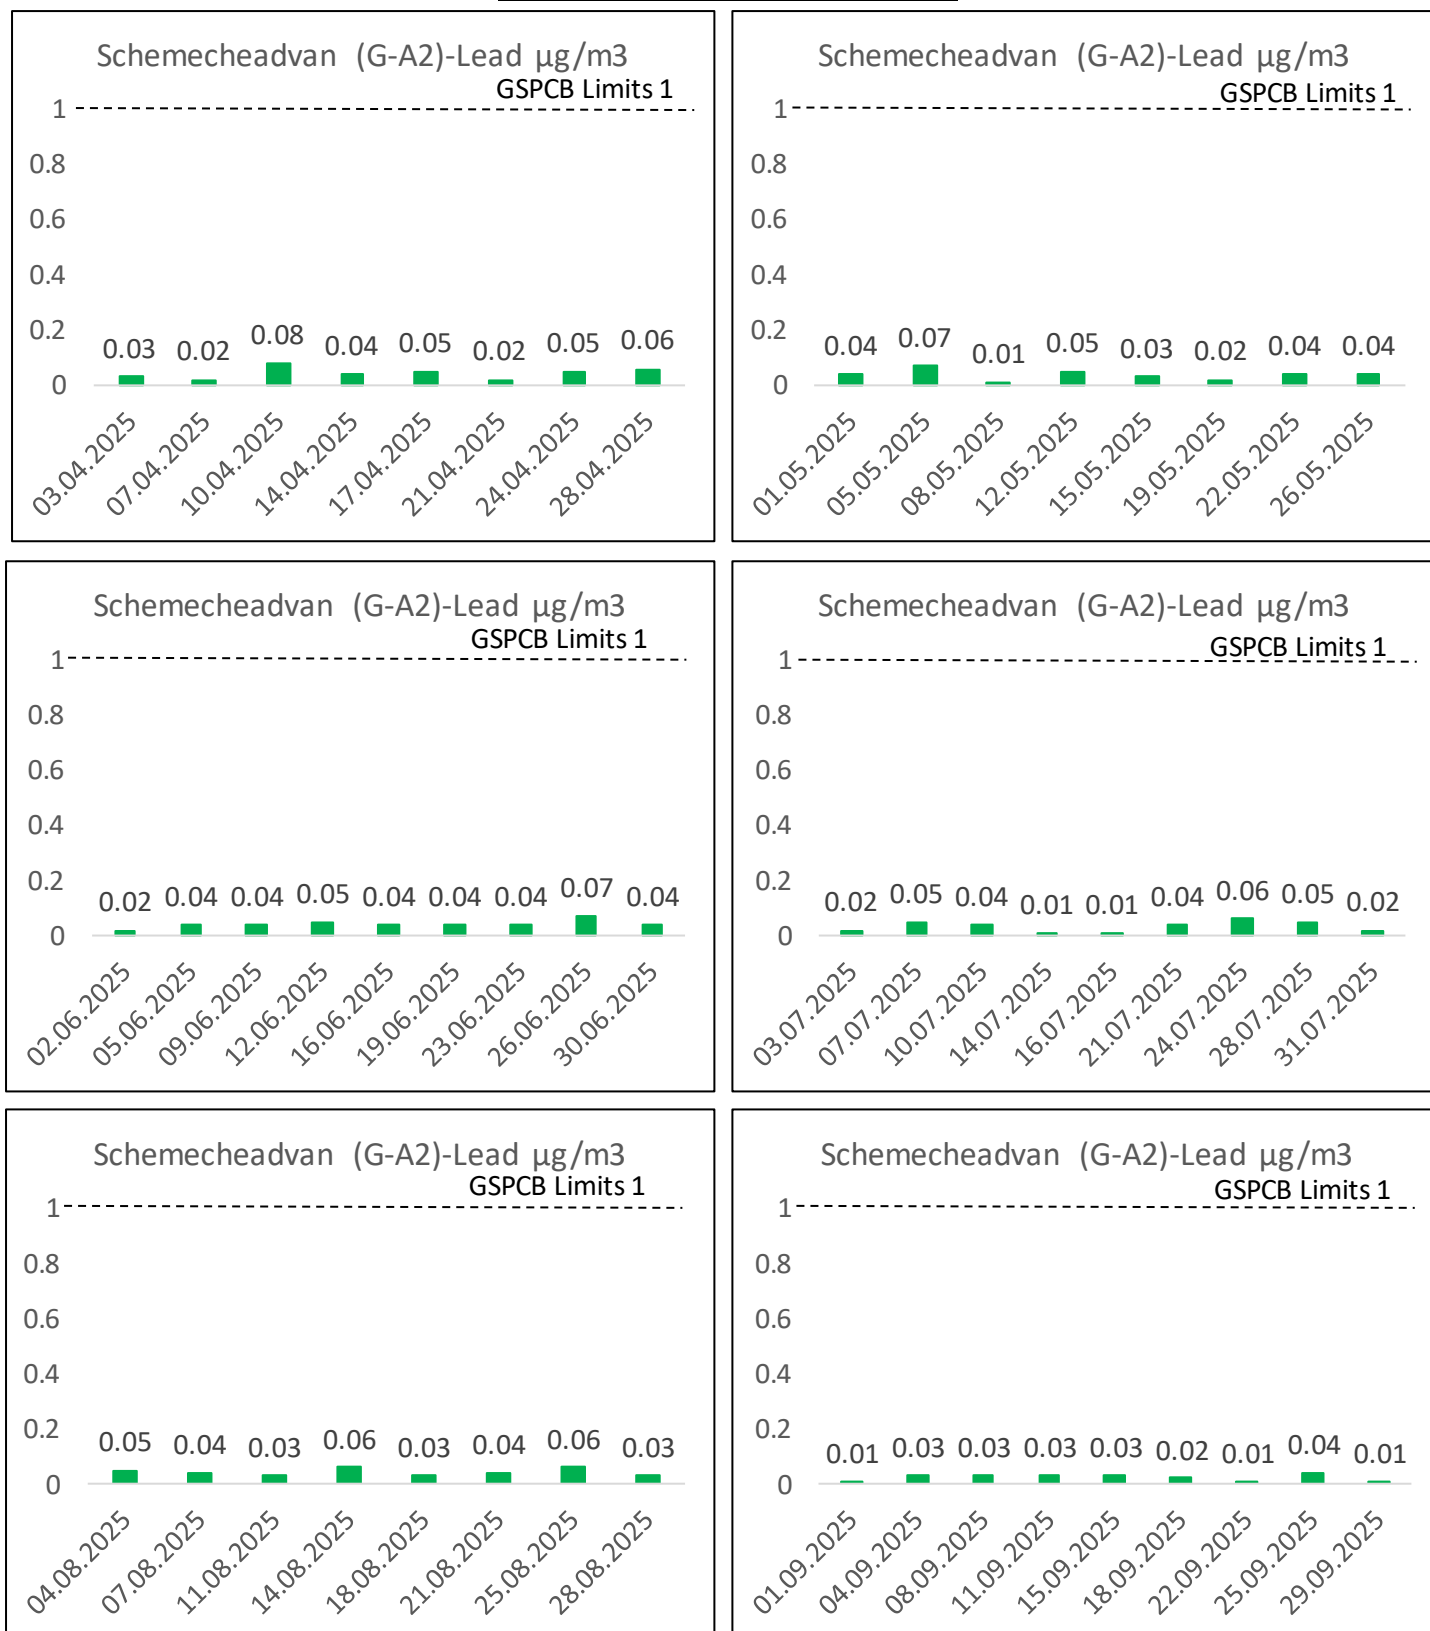 Schemecheadvan (G-A2)-Lead µg/m3
GSPCB Limits 1
1
0.8
0.6
0.4
0.2
0
0.03 0.02 0.08 0.04 0.05 0.02 0.05 0.06
03.04.2025 07.04.2025 10.04.2025 14.04.2025 17.04.2025 21.04.2025 24.04.2025 28.04.2025
Schemecheadvan (G-A2)-Lead µg/m3
GSPCB Limits 1
1
0.8
0.6
0.4
0.2
0
0.04 0.07 0.01 0.05 0.03 0.02 0.04 0.04
01.05.2025 05.05.2025 08.05.2025 12.05.2025 15.05.2025 19.05.2025 22.05.2025 26.05.2025
Schemecheadvan (G-A2)-Lead µg/m3
GSPCB Limits 1
1
0.8
0.6
0.4
0.2
0
0.02 0.04 0.04 0.05 0.04 0.04 0.04 0.07 0.04
02.06.2025 05.06.2025 09.06.2025 12.06.2025 16.06.2025 19.06.2025 23.06.2025 26.06.2025 30.06.2025
Schemecheadvan (G-A2)-Lead µg/m3
GSPCB Limits 1
1
0.8
0.6
0.4
0.2
0
0.02 0.05 0.04 0.01 0.01 0.04 0.06 0.05 0.02
03.07.2025 07.07.2025 10.07.2025 14.07.2025 16.07.2025 21.07.2025 24.07.2025 28.07.2025 31.07.2025
Schemecheadvan (G-A2)-Lead µg/m3
GSPCB Limits 1
1
0.8
0.6
0.4
0.2
0
0.05 0.04 0.03 0.06 0.03 0.04 0.06 0.03
04.08.2025 07.08.2025 11.08.2025 14.08.2025 18.08.2025 21.08.2025 25.08.2025 28.08.2025
Schemecheadvan (G-A2)-Lead µg/m3
GSPCB Limits 1
1
0.8
0.6
0.4
0.2
0
0.01 0.03 0.03 0.03 0.03 0.02 0.01 0.04 0.01
01.09.2025 04.09.2025 08.09.2025 11.09.2025 15.09.2025 18.09.2025 22.09.2025 25.09.2025 29.09.2025